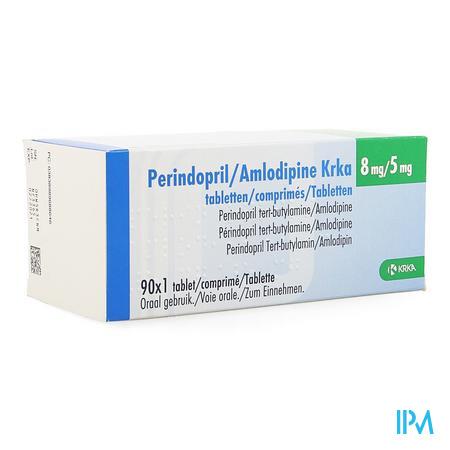 Perindopril/Amlodipine Krka 8 mg/5 mg
tabletten/comprimés/Tabletten
Perindopril tert-butylamine/Amlodipine
Périndopril tert-butylamine/Amlodipine
Perindopril Tert-butylamin/Amlodipin
KRKA
90x1 tablet/comprimé/Tablette
Oraal gebruik./Voie orale./Zum Einnehmen.
IPM